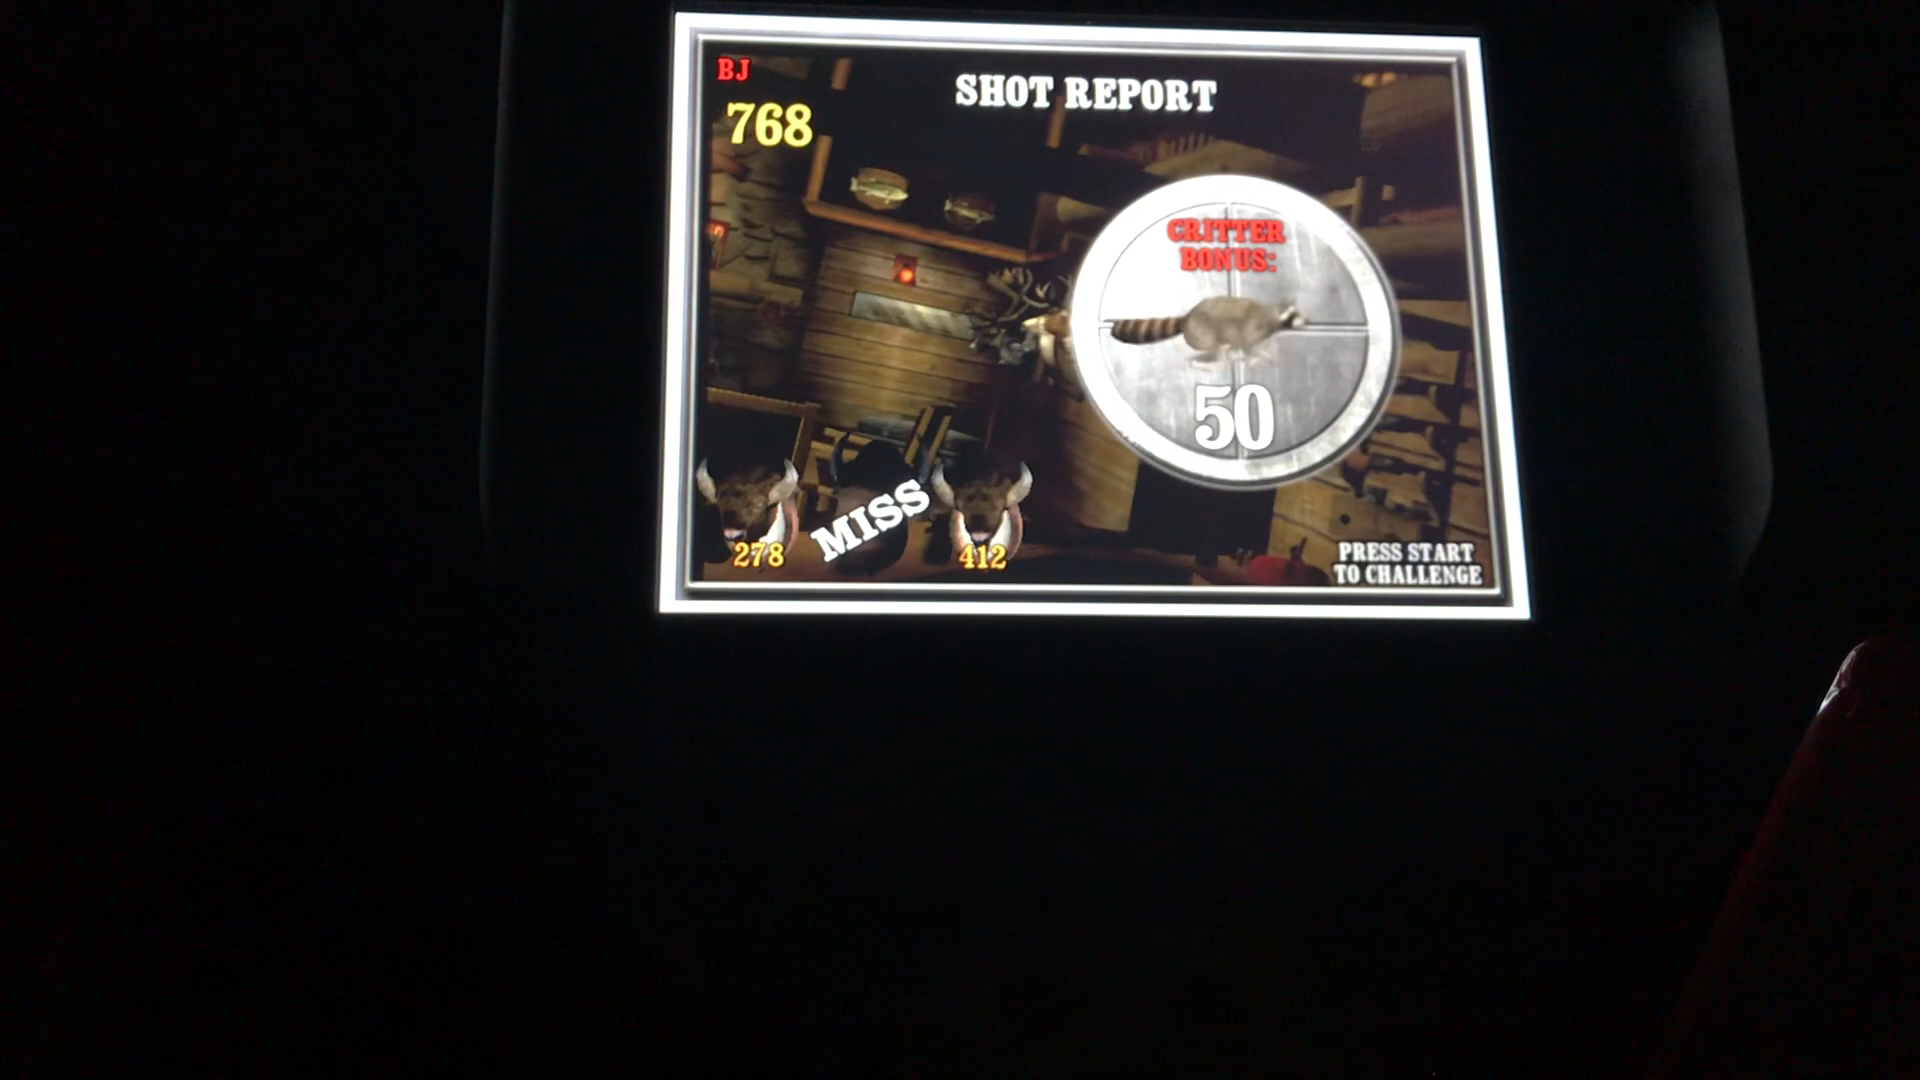 BJ
SHOT REPORT
768
CRITTER
BONUS:
50
MISS
278
412
PRESS START
TO CHALLENGE